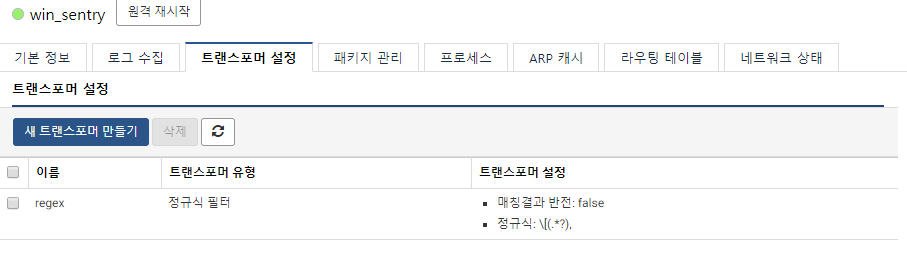 win_sentry 원격 재시작
기본 정보 로그 수집 트랜스포머 설정 패키지 관리 프로세스 ARP 캐시 라우팅 테이블 네트워크 상태
트랜스포머 설정
새 트랜스포머 만들기 삭제
이름 트랜스포머 유형 트랜스포머 설정
regex 정규식 필터 매칭결과 반전: false
정규식: \[(.*?),